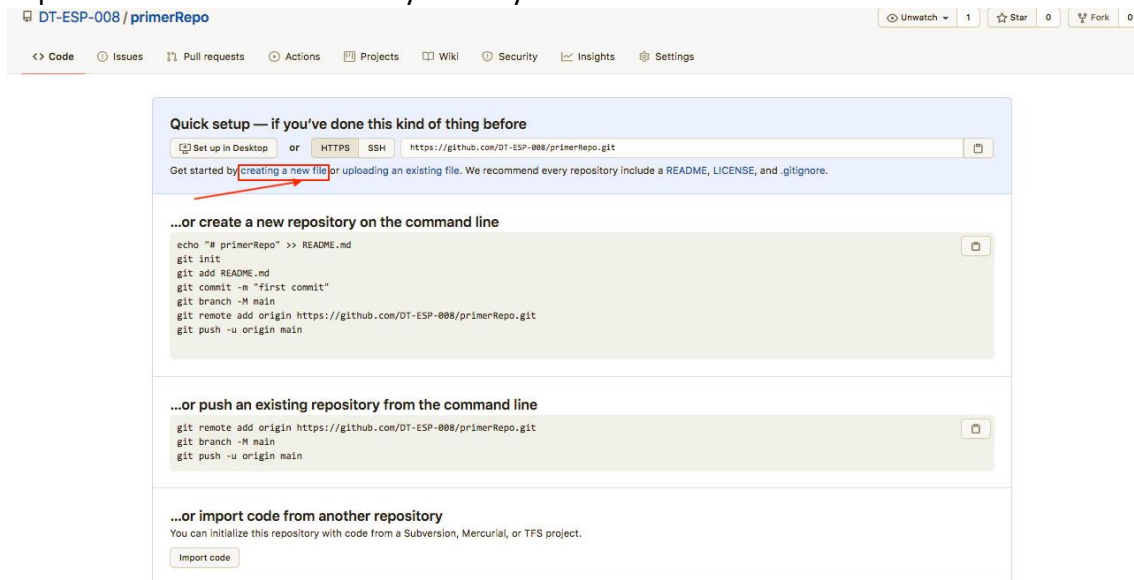 DT-ESP-008 / primerRepo
Unwatch 1 Star 0 Fork 0
<> Code Issues Pull requests Actions Projects Wiki Security Insights Settings
Quick setup — if you've done this kind of thing before
Set up in Desktop or HTTPS SSH https://github.com/DT-ESP-008/primerRepo.git
Get started by creating a new file or uploading an existing file. We recommend every repository include a README, LICENSE, and .gitignore.
...or create a new repository on the command line
echo "# primerRepo" >> README.md
git init
git add README.md
git commit -m "first commit"
git branch -M main
git remote add origin https://github.com/DT-ESP-008/primerRepo.git
git push -u origin main
...or push an existing repository from the command line
git remote add origin https://github.com/DT-ESP-008/primerRepo.git
git branch -M main
git push -u origin main
...or import code from another repository
You can initialize this repository with code from a Subversion, Mercurial, or TFS project.
Import code